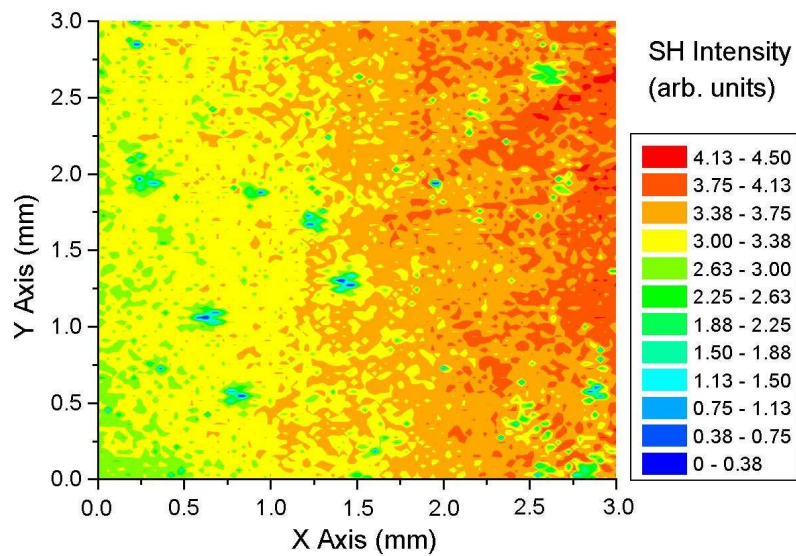 SH Intensity
(arb. units)
4.13 - 4.50
3.75 - 4.13
3.38 - 3.75
3.00 - 3.38
2.63 - 3.00
2.25 - 2.63
1.88 - 2.25
1.50 - 1.88
1.13 - 1.50
0.75 - 1.13
0.38 - 0.75
0 - 0.38
Y Axis (mm)
3.0
2.5
2.0
1.5
1.0
0.5
0.0
0.0 0.5 1.0 1.5 2.0 2.5 3.0
X Axis (mm)